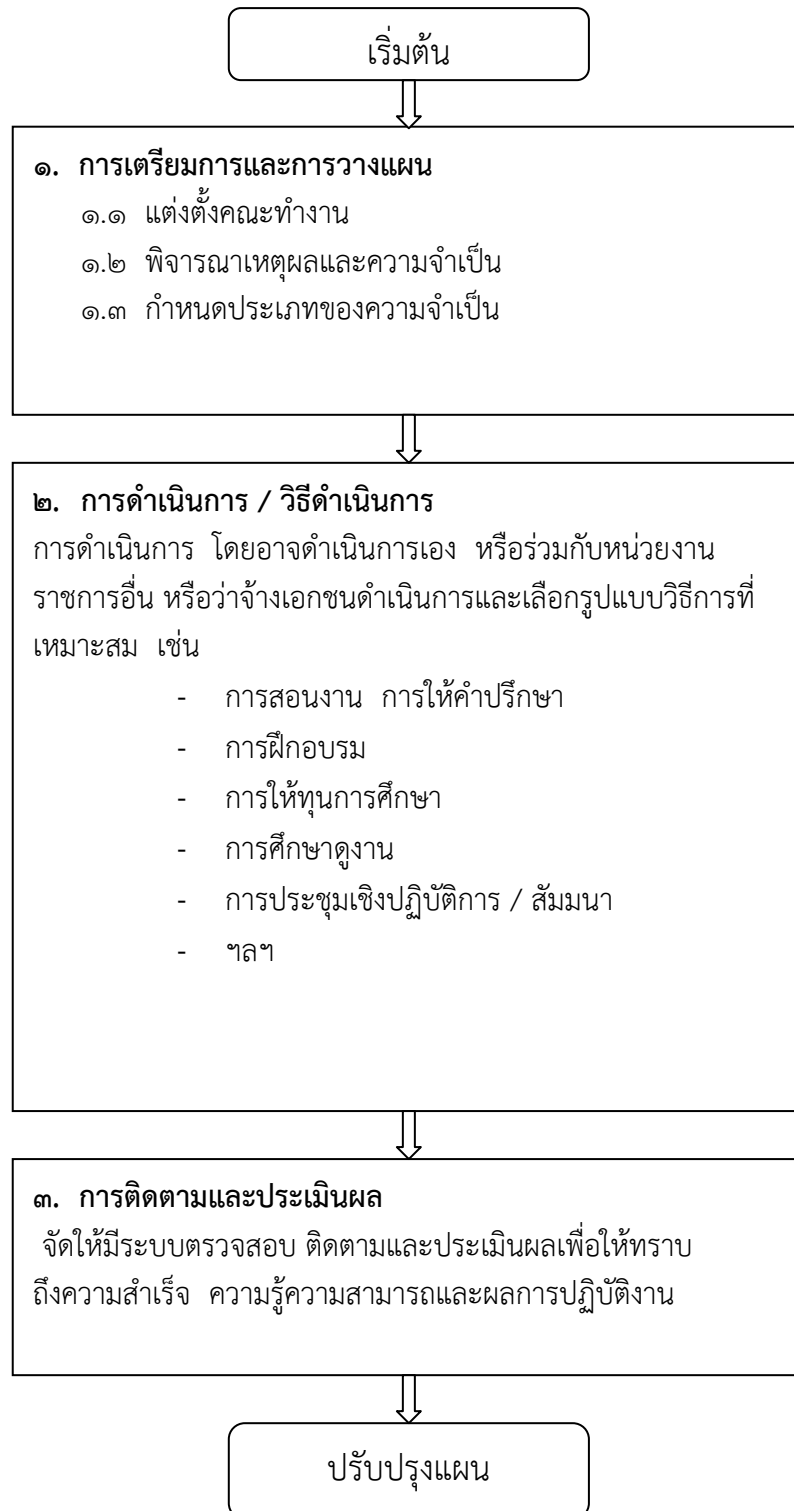 เริ่มต้น
๑. การเตรียมการและการวางแผน
๑.๑ แต่งตั้งคณะทำงาน
๑.๒ พิจารณาเหตุผลและความจำเป็น
๑.๓ กำหนดประเภทของความจำเป็น
๒. การดำเนินการ / วิธีดำเนินการ
การดำเนินการ โดยอาจดำเนินการเอง หรือร่วมกับหน่วยงาน
ราชการอื่น หรือว่าจ้างเอกชนดำเนินการและเลือกรูปแบบวิธีการที่
เหมาะสม เช่น
- การสอนงาน การให้คำปรึกษา
- การฝึกอบรม
- การให้ทุนการศึกษา
- การศึกษาดูงาน
- การประชุมเชิงปฏิบัติการ / สัมมนา
- ฯลฯ
๓. การติดตามและประเมินผล
จัดให้มีระบบตรวจสอบ ติดตามและประเมินผลเพื่อให้ทราบ
ถึงความสำเร็จ ความรู้ความสามารถและผลการปฏิบัติงาน
ปรับปรุงแผน